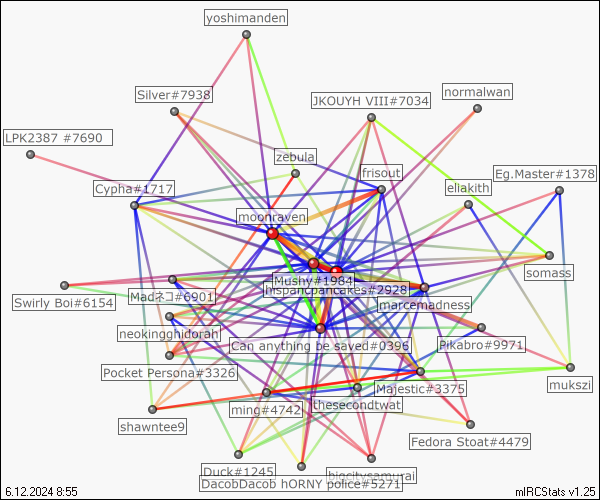 yoshimanden
Silver#7938
normalwan
JKOUYH VIII#7034
LPK2387 #7690
zebula
frisout
Eg.Master#1378
Cypha#1717
eliakith
moonraven
somass
Mushy#1984
hispanicpancakes#2928
Madネコ#6901
Swirly Boi#6154
marcemadness
neokingghidorah
Can anything be saved#0396
Pikabro#9971
Pocket Persona#3326
Majestic#3375
mukszi
thesecondtwat
ming#4742
shawntee9
Fedora Stoat#4479
Duck#1245
bigcitysamurai
DacobDacob hORNY police#5271
6.12.2024 8:55
mIRCStats v1.25